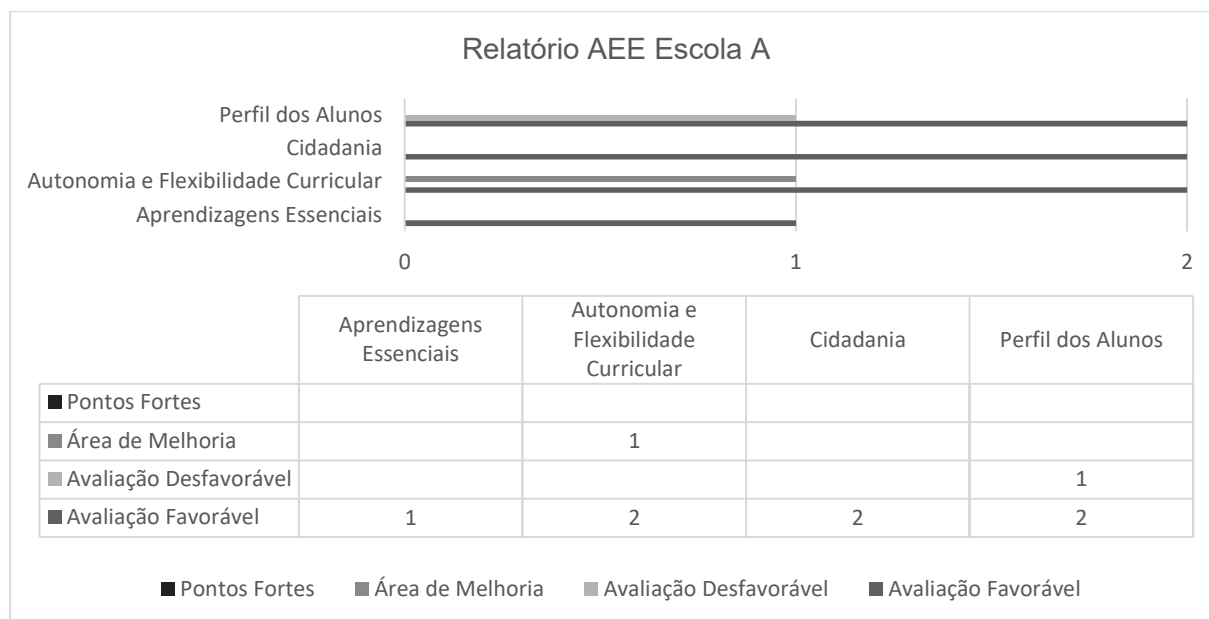 Relatório AEE Escola A
Perfil dos Alunos
Cidadania
Autonomia e Flexibilidade Curricular
Aprendizagens Essenciais
0 1 2
Aprendizagens
Essenciais
Autonomia e
Flexibilidade
Curricular
Cidadania
Perfil dos Alunos
Pontos Fortes
Área de Melhoria 1
Avaliação Desfavorável 1
Avaliação Favorável 1 2 2 2
Pontos Fortes Área de Melhoria Avaliação Desfavorável Avaliação Favorável